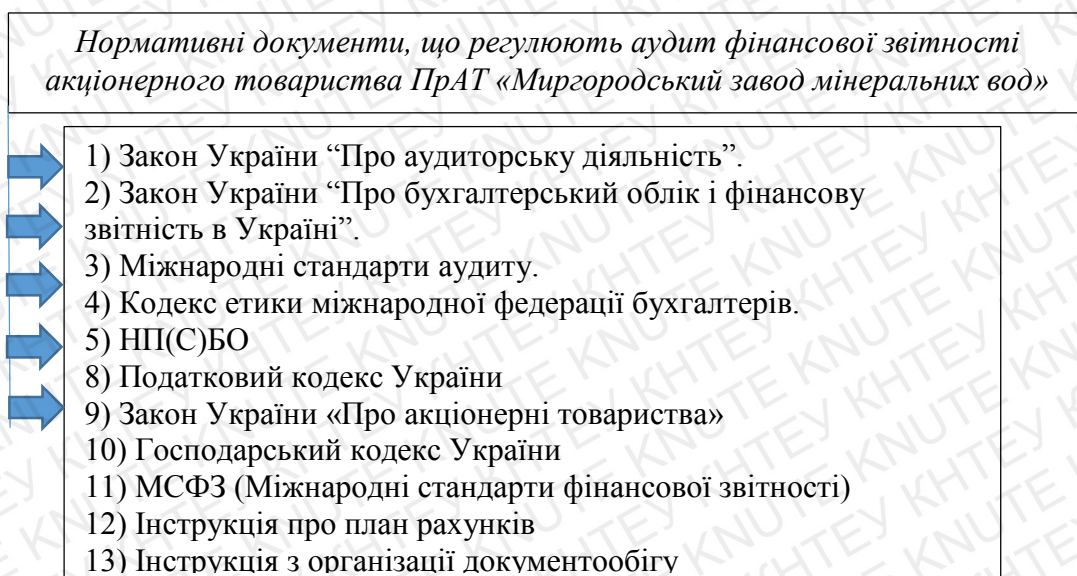 Нормативні документи, що регулюють аудит фінансової звітності
акціонерного товариства ПрАТ «Миргородський завод мінеральних вод»
1) Закон України “Про аудиторську діяльність”.
2) Закон України “Про бухгалтерський облік і фінансову
звітність в Україні”.
3) Міжнародні стандарти аудиту.
4) Кодекс етики міжнародної федерації бухгалтерів.
5) НП(С)БО
8) Податковий кодекс України
9) Закон України «Про акціонерні товариства»
10) Господарський кодекс України
11) МСФЗ (Міжнародні стандарти фінансової звітності)
12) Інструкція про план рахунків
13) Інструкція з організації документообігу